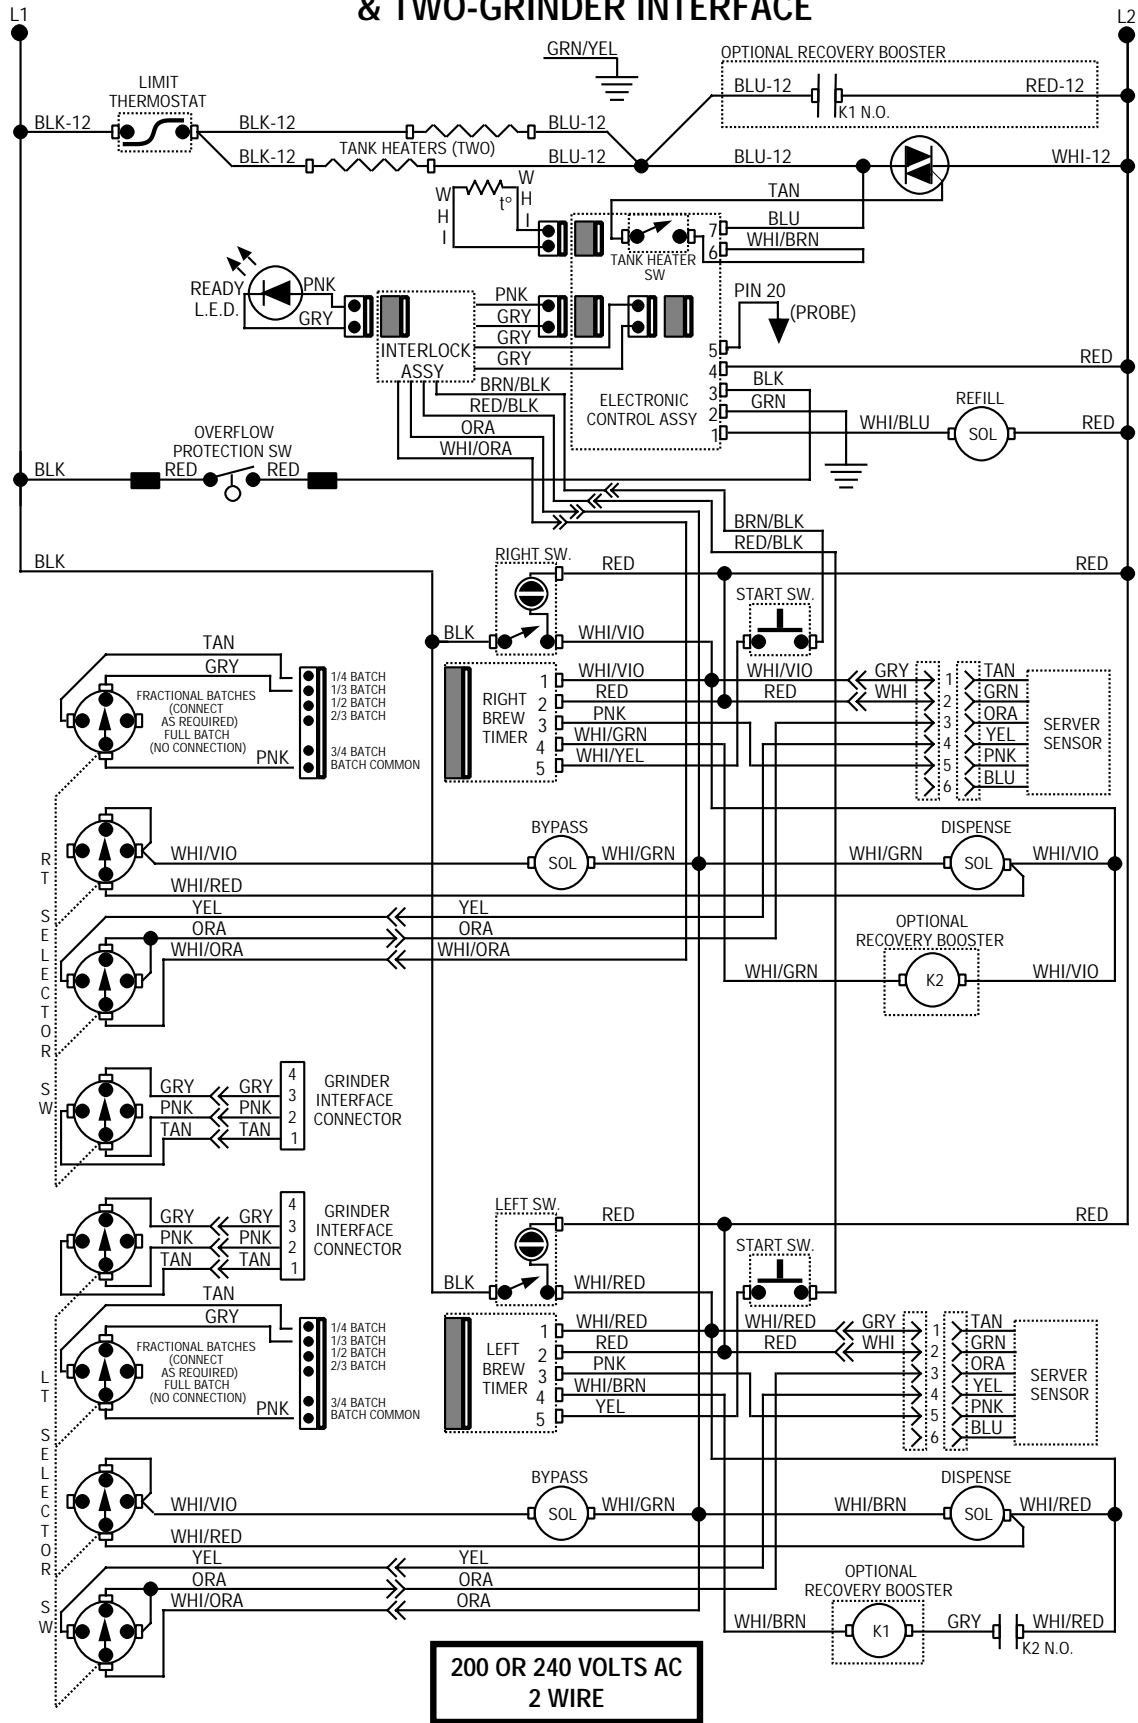 & TWO-GRINDER INTERFACE
L1
L2
GRN/YEL
OPTIONAL RECOVERY BOOSTER
BLU-12
RED-12
K1 N.O.
LIMIT
THERMOSTAT
BLK-12
BLK-12
BLU-12
TANK HEATERS (TWO)
BLK-12
BLU-12
BLU-12
WHI-12
TAN
WHI
t°
WHI
BLU
7
WHI/BRN
6
TANK HEATER
SW
READY
L.E.D.
PNK
GRY
PNK
GRY
GRY
GRY
INTERLOCK
ASSY
PIN 20
(PROBE)
5
RED
4
BLK
3
GRN
2
1
ELECTRONIC
CONTROL ASSY
WHI/BLU
REFILL
SOL
RED
BRN/BLK
RED/BLK
ORA
WHI/ORA
OVERFLOW
PROTECTION SW
BLK
RED
RED
BRN/BLK
RED/BLK
BLK
RIGHT SW.
RED
RED
START SW.
BLK
WHI/VIO
TAN
GRY
FRACTIONAL BATCHES
(CONNECT
AS REQUIRED)
FULL BATCH
(NO CONNECTION)
PNK
1/4 BATCH
1/3 BATCH
1/2 BATCH
2/3 BATCH
3/4 BATCH
BATCH COMMON
RIGHT
BREW
TIMER
1
2
3
4
5
WHI/VIO
RED
PNK
WHI/GRN
WHI/YEL
WHI/VIO
RED
GRY
WHI
1
2
3
4
5
6
TAN
GRN
ORA
YEL
PNK
BLU
SERVER
SENSOR
RT SELECTOR SW
WHI/VIO
BYPASS
SOL
WHI/GRN
WHI/GRN
DISPENSE
SOL
WHI/VIO
WHI/RED
YEL
YEL
ORA
ORA
WHI/ORA
WHI/ORA
OPTIONAL
RECOVERY BOOSTER
WHI/GRN
K2
WHI/VIO
GRY
GRY
PNK
PNK
TAN
TAN
4
3
2
1
GRINDER
INTERFACE
CONNECTOR
GRY
GRY
PNK
PNK
TAN
TAN
4
3
2
1
GRINDER
INTERFACE
CONNECTOR
LEFT SW.
RED
RED
START SW.
BLK
WHI/RED
TAN
GRY
FRACTIONAL BATCHES
(CONNECT
AS REQUIRED)
FULL BATCH
(NO CONNECTION)
PNK
1/4 BATCH
1/3 BATCH
1/2 BATCH
2/3 BATCH
3/4 BATCH
BATCH COMMON
LEFT
BREW
TIMER
1
2
3
4
5
WHI/RED
RED
PNK
WHI/BRN
YEL
WHI/RED
RED
GRY
WHI
1
2
3
4
5
6
TAN
GRN
ORA
YEL
PNK
BLU
SERVER
SENSOR
LT SELECTOR SW
WHI/VIO
BYPASS
SOL
WHI/GRN
WHI/BRN
DISPENSE
SOL
WHI/RED
WHI/RED
YEL
YEL
ORA
ORA
WHI/ORA
ORA
OPTIONAL
RECOVERY BOOSTER
WHI/BRN
K1
GRY
WHI/RED
K2 N.O.
200 OR 240 VOLTS AC
2 WIRE